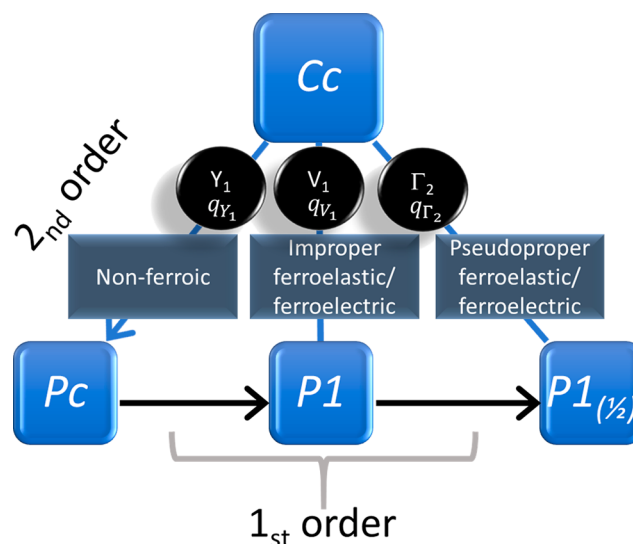 Cc
2nd order
Y1
qY1
V1
qV1
Γ2
qΓ2
Non-ferroic
Improper
ferroelastic/
ferroelectric
Pseudoproper
ferroelastic/
ferroelectric
Pc
P1
P1(½)
1st order